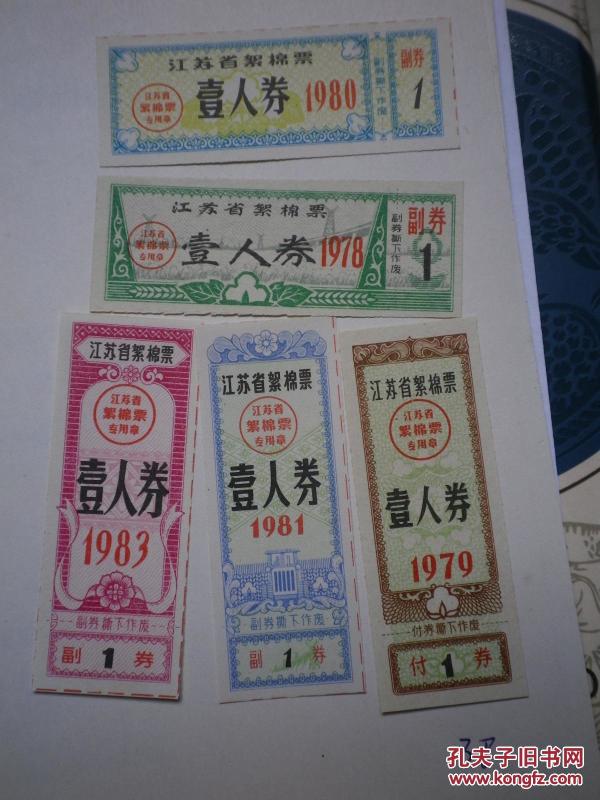 江苏省絮棉票
江苏省
絮棉票
专用章
壹人券
1980
副券撕下作废
副券
1
江苏省絮棉票
江苏省
絮棉票
专用章
壹人券
1978
副券撕下作废
副券
1
江苏省絮棉票
江苏省
絮棉票
专用章
壹人券
1983
副券撕下作废
副 1 券
江苏省絮棉票
江苏省
絮棉票
专用章
壹人券
1981
副券撕下作废
副 1 券
江苏省絮棉票
江苏省
絮棉票
专用章
壹人券
1979
付券撕下作废
付 1 券
孔夫子旧书网
www.kongfz.com